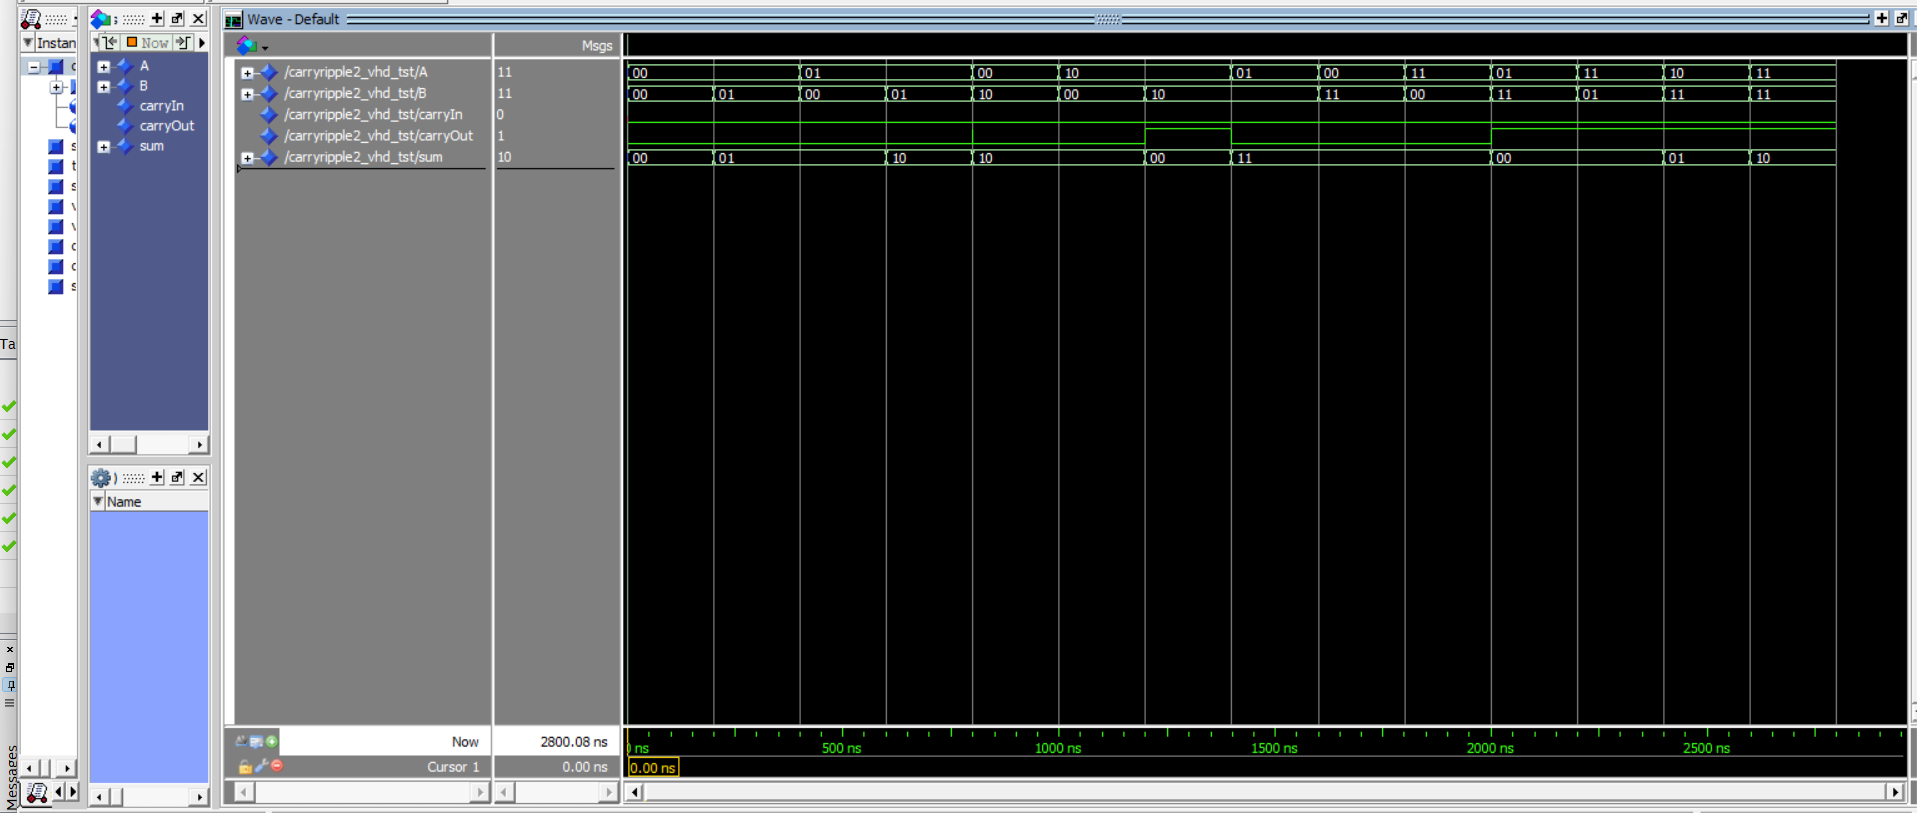 Wave - Default
Instan
Now
Msgs
A
B
carryIn
carryOut
sum
/carryripple2_vhd_tst/A 11
/carryripple2_vhd_tst/B 11
/carryripple2_vhd_tst/carryIn 0
/carryripple2_vhd_tst/carryOut 1
/carryripple2_vhd_tst/sum 10
00 01 00 10 01 00 11 01 11 10 11
00 01 00 01 10 00 10 11 00 11 01 11 11
00 01 10 10 00 11 00 01 10
Ta
Name
Messages
Now 2800.08 ns
Cursor 1 0.00 ns
ns 500 ns 1000 ns 1500 ns 2000 ns 2500 ns
0.00 ns